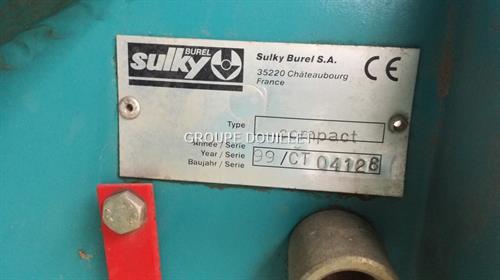 BUREL
sulky
Sulky Burel S.A.
35220 Châteaubourg
France
CE
Type
compact
GROUPE DOUILLET
Année / Serie
Year / Serie
Baujahr / Serie
99/CT 04128/